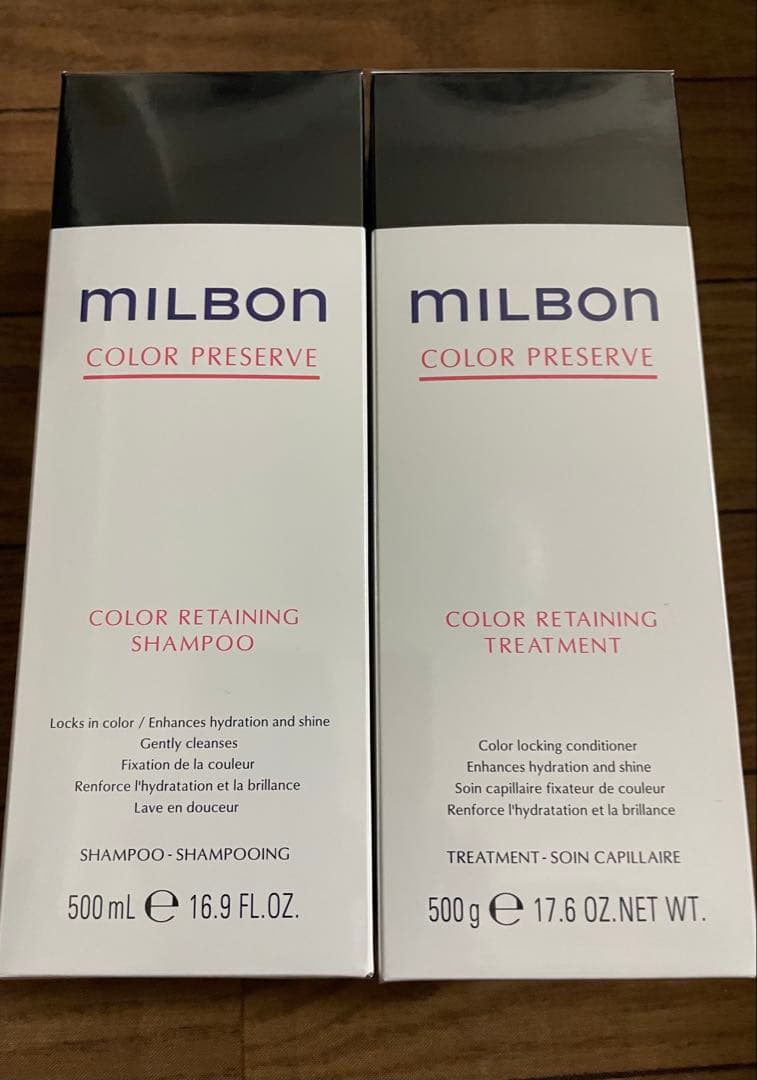 mILBon
COLOR PRESERVE
COLOR RETAINING
SHAMPOO
Locks in color / Enhances hydration and shine
Gently cleanses
Fixation de la couleur
Renforce l'hydratation et la brillance
Lave en douceur
SHAMPOO - SHAMPOOING
500 mL ℮ 16.9 FL.OZ.
mILBon
COLOR PRESERVE
COLOR RETAINING
TREATMENT
Color locking conditioner
Enhances hydration and shine
Soin capillaire fixateur de couleur
Renforce l'hydratation et la brillance
TREATMENT - SOIN CAPILLAIRE
500 g ℮ 17.6 OZ.NET WT.